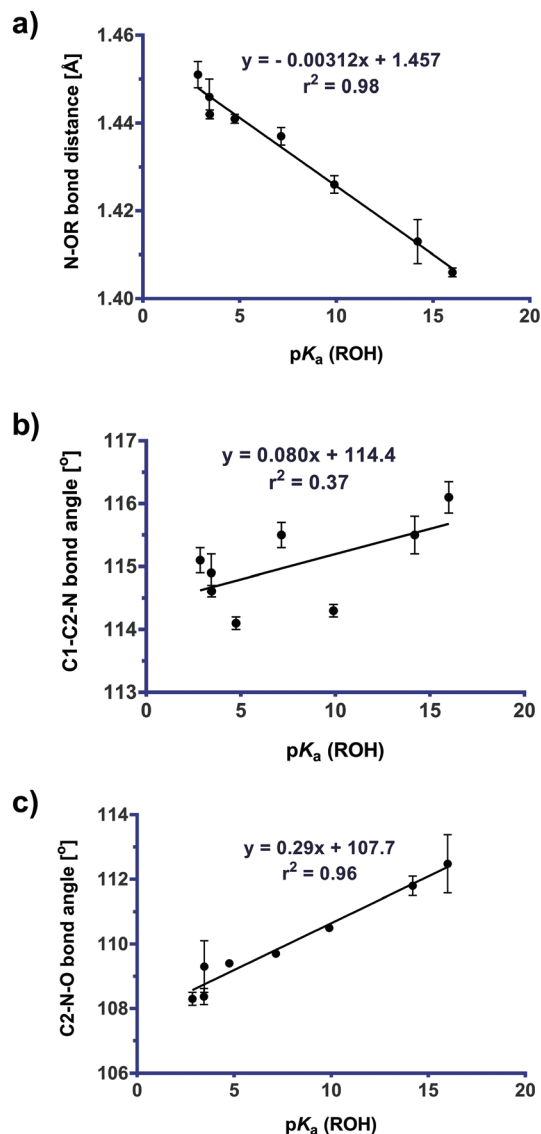 a)
1.46
1.44
1.42
1.40
N-OR bond distance [Å]
y = - 0.00312x + 1.457
r² = 0.98
0 5 10 15 20
pKa (ROH)
b)
117
116
115
114
113
C1-C2-N bond angle [º]
y = 0.080x + 114.4
r² = 0.37
0 5 10 15 20
pKa (ROH)
c)
114
112
110
108
106
C2-N-O bond angle [º]
y = 0.29x + 107.7
r² = 0.96
0 5 10 15 20
pKa (ROH)